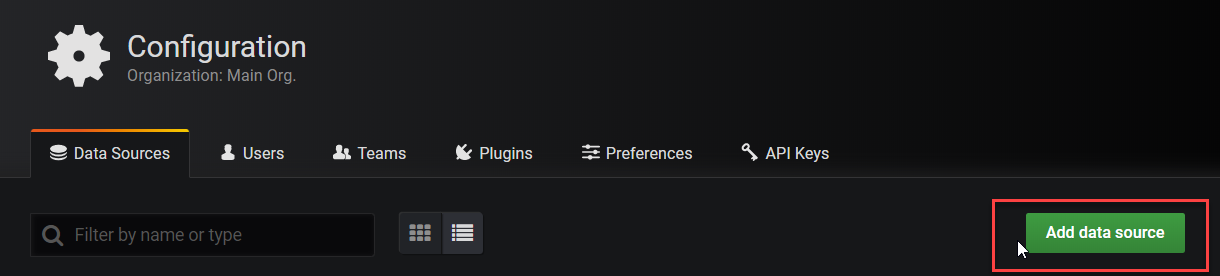 Configuration
Organization: Main Org.
Data Sources Users Teams Plugins Preferences API Keys
Filter by name or type Add data source